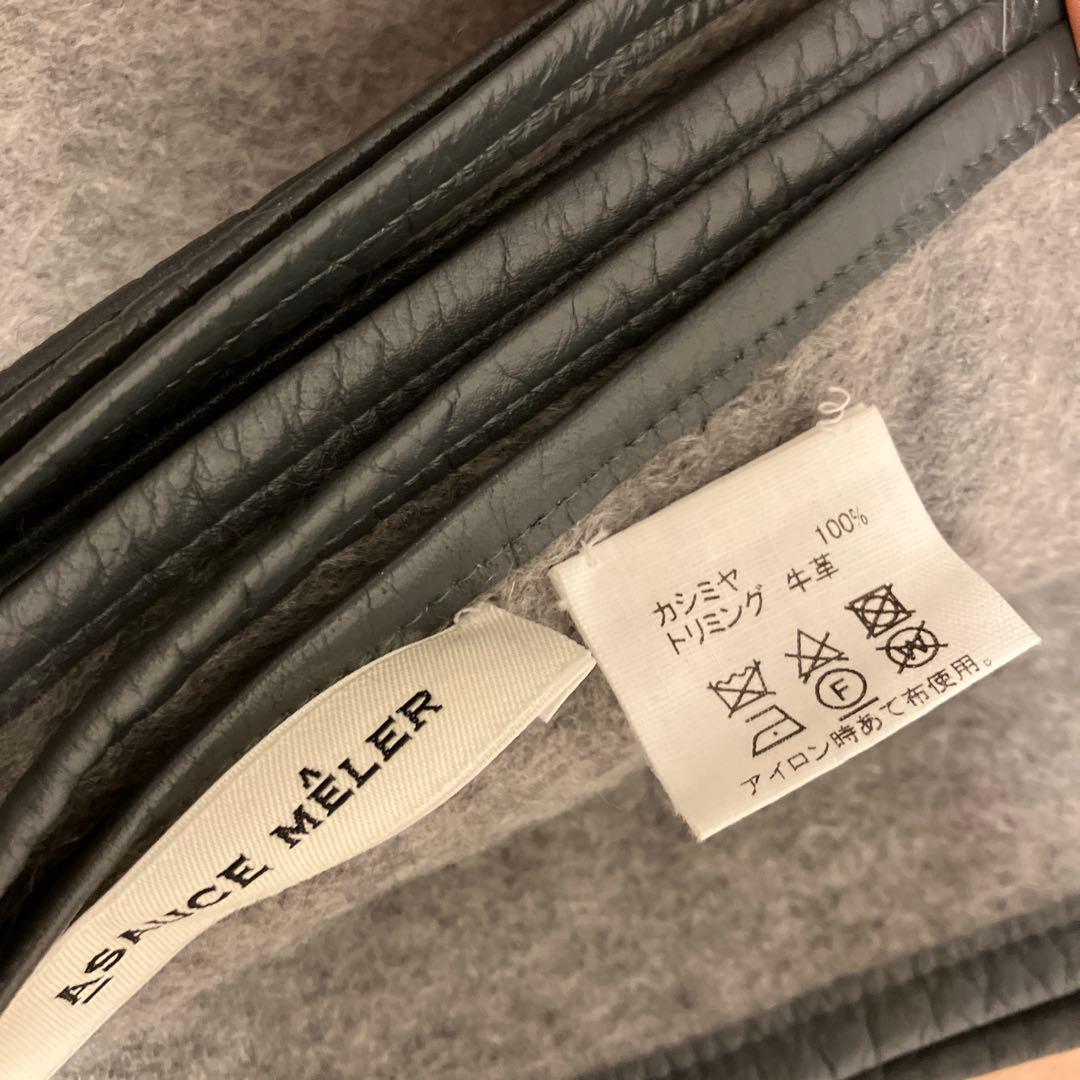 カシミヤ 100%
トリミング 牛革
F
W
アイロン時あて布使用。
ASAUCE MÊLER